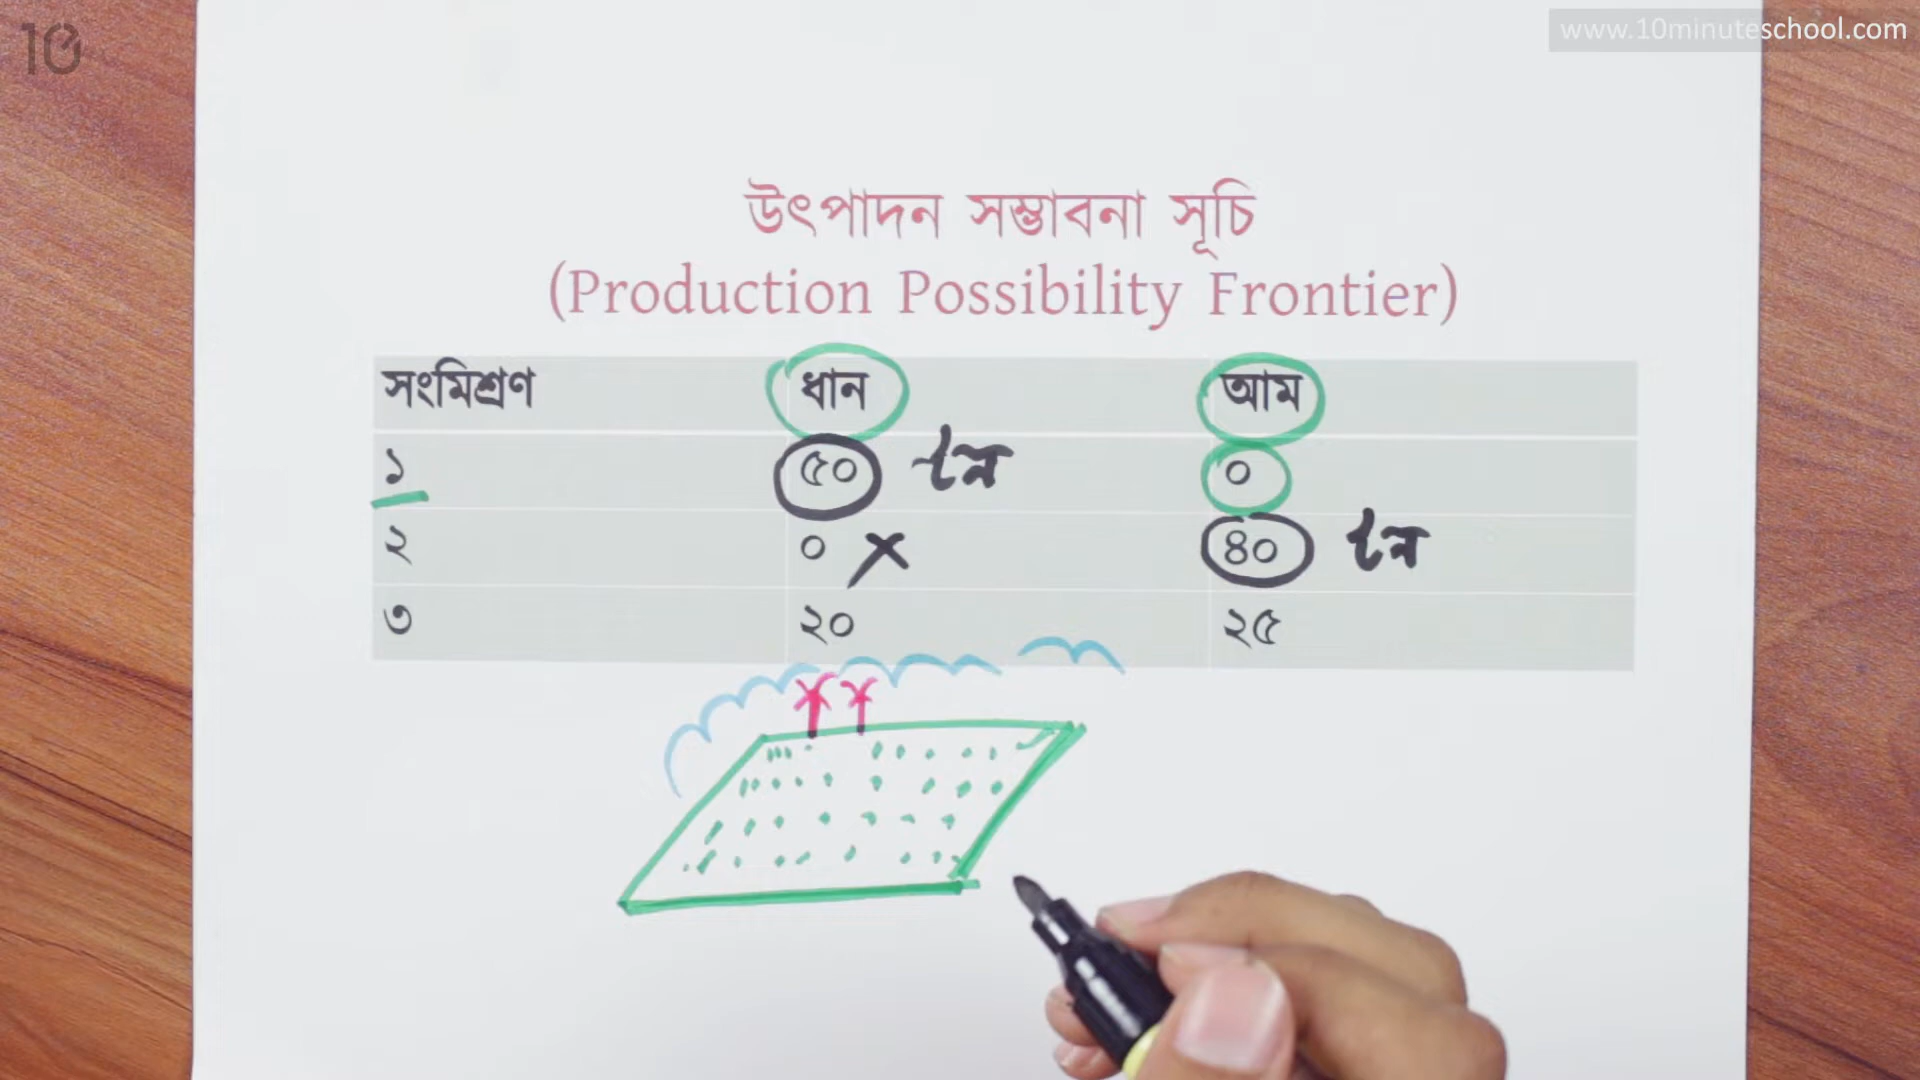 10
www.10minuteschool.com
উৎপাদন সম্ভাবনা সূচি
(Production Possibility Frontier)
সংমিশ্রণ ধান আম
১ ৫০ টন ০
২ ০ ৪০ টন
৩ ২০ ২৫